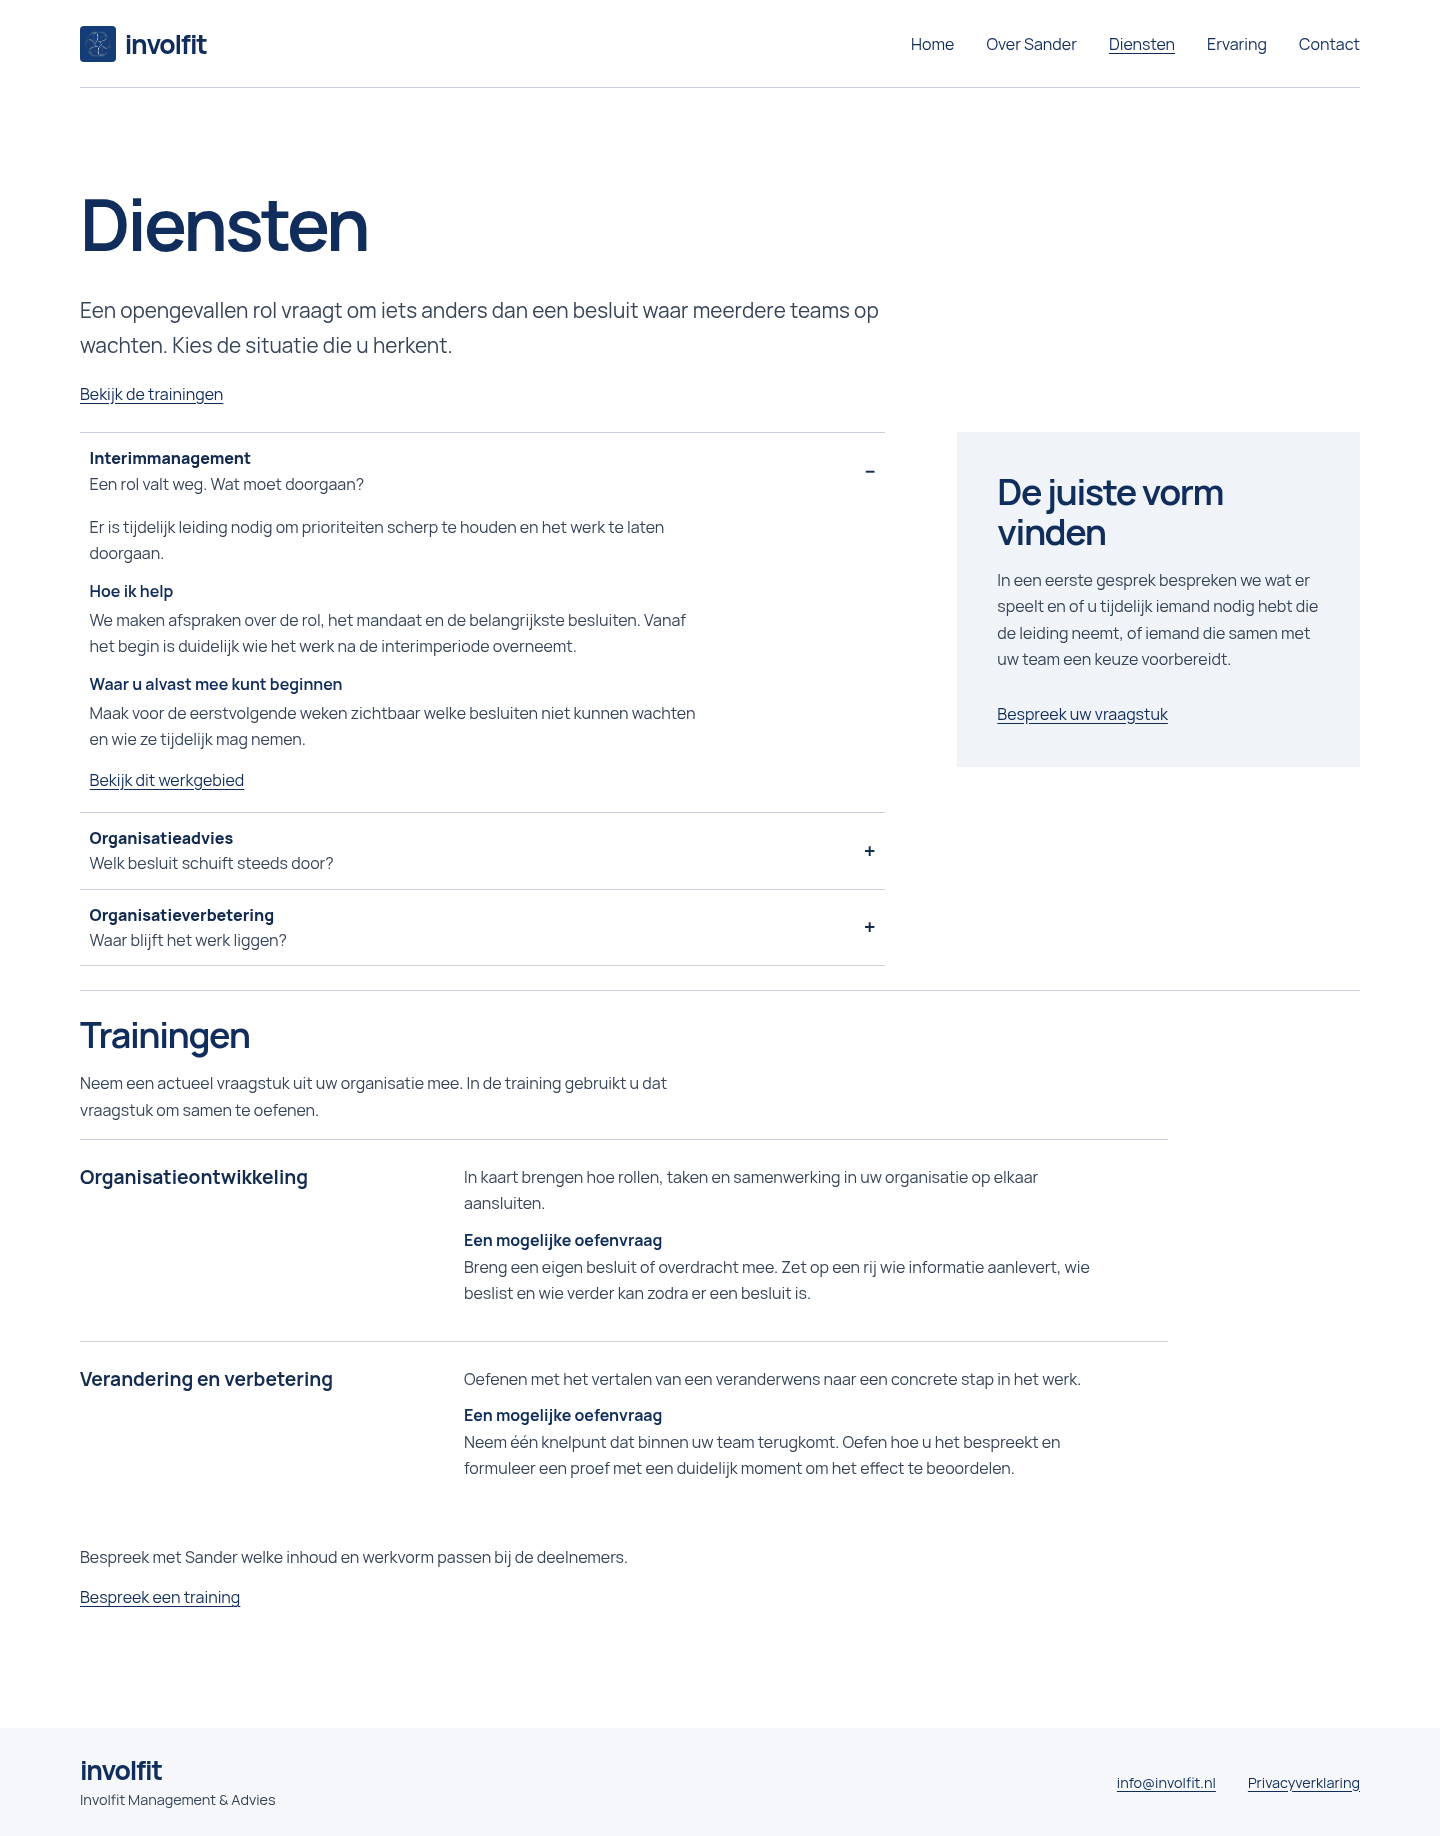 involfit
Home
Over Sander
Diensten
Ervaring
Contact
Diensten
Een opengevallen rol vraagt om iets anders dan een besluit waar meerdere teams op
wachten. Kies de situatie die u herkent.
Bekijk de trainingen
Interimmanagement
Een rol valt weg. Wat moet doorgaan?
−
Er is tijdelijk leiding nodig om prioriteiten scherp te houden en het werk te laten
doorgaan.
Hoe ik help
We maken afspraken over de rol, het mandaat en de belangrijkste besluiten. Vanaf
het begin is duidelijk wie het werk na de interimperiode overneemt.
Waar u alvast mee kunt beginnen
Maak voor de eerstvolgende weken zichtbaar welke besluiten niet kunnen wachten
en wie ze tijdelijk mag nemen.
Bekijk dit werkgebied
Organisatieadvies
Welk besluit schuift steeds door?
+
Organisatieverbetering
Waar blijft het werk liggen?
+
De juiste vorm
vinden
In een eerste gesprek bespreken we wat er
speelt en of u tijdelijk iemand nodig hebt die
de leiding neemt, of iemand die samen met
uw team een keuze voorbereidt.
Bespreek uw vraagstuk
Trainingen
Neem een actueel vraagstuk uit uw organisatie mee. In de training gebruikt u dat
vraagstuk om samen te oefenen.
Organisatieontwikkeling
In kaart brengen hoe rollen, taken en samenwerking in uw organisatie op elkaar
aansluiten.
Een mogelijke oefenvraag
Breng een eigen besluit of overdracht mee. Zet op een rij wie informatie aanlevert, wie
beslist en wie verder kan zodra er een besluit is.
Verandering en verbetering
Oefenen met het vertalen van een veranderwens naar een concrete stap in het werk.
Een mogelijke oefenvraag
Neem één knelpunt dat binnen uw team terugkomt. Oefen hoe u het bespreekt en
formuleer een proef met een duidelijk moment om het effect te beoordelen.
Bespreek met Sander welke inhoud en werkvorm passen bij de deelnemers.
Bespreek een training
involfit
Involfit Management & Advies
info@involfit.nl
Privacyverklaring